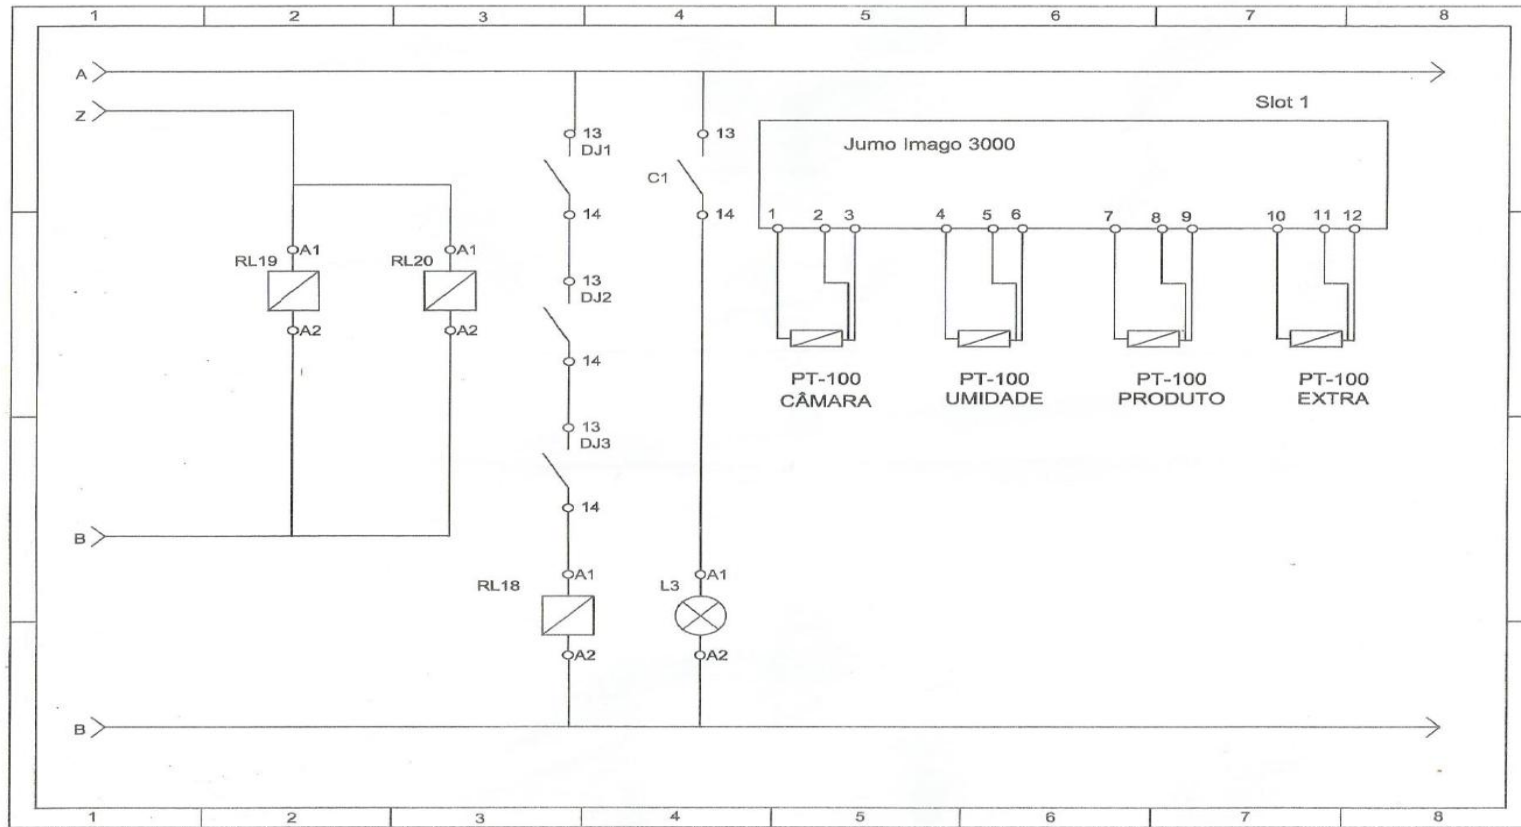 1 2 3 4 5 6 7 8
A
Z
Slot 1
Jumo Imago 3000
13
DJ1
13
C1
14
14
1 2 3 4 5 6 7 8 9 10 11 12
A1
RL19
A2
A1
RL20
A2
13
DJ2
14
PT-100
CÂMARA
PT-100
UMIDADE
PT-100
PRODUTO
PT-100
EXTRA
13
DJ3
14
B
A1
RL18
A2
A1
L3
A2
B
1 2 3 4 5 6 7 8